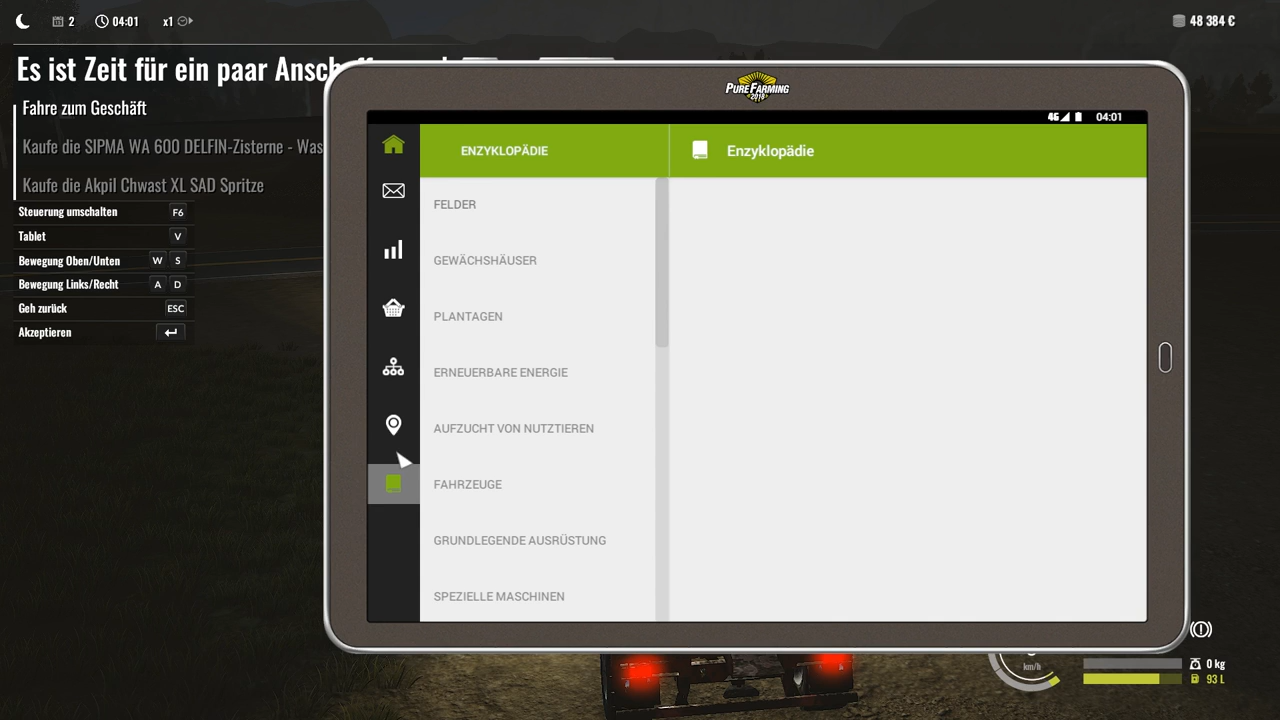 2 04:01 x1
48 384 €
Es ist Zeit für ein paar
Fahre zum Geschäft
Kaufe die SIPMA WA 600 DELFIN-Zisterne - Was
Kaufe die Akpil Chwast XL SAD Spritze
Steuerung umschalten F6
Tablet V
Bewegung Oben/Unten W S
Bewegung Links/Recht A D
Geh zurück ESC
Akzeptieren
PURE FARMING
2018
4G 04:01
ENZYKLOPÄDIE
Enzyklopädie
FELDER
GEWÄCHSHÄUSER
PLANTAGEN
ERNEUERBARE ENERGIE
AUFZUCHT VON NUTZTIEREN
FAHRZEUGE
GRUNDLEGENDE AUSRÜSTUNG
SPEZIELLE MASCHINEN
km/h
0 kg
93 L